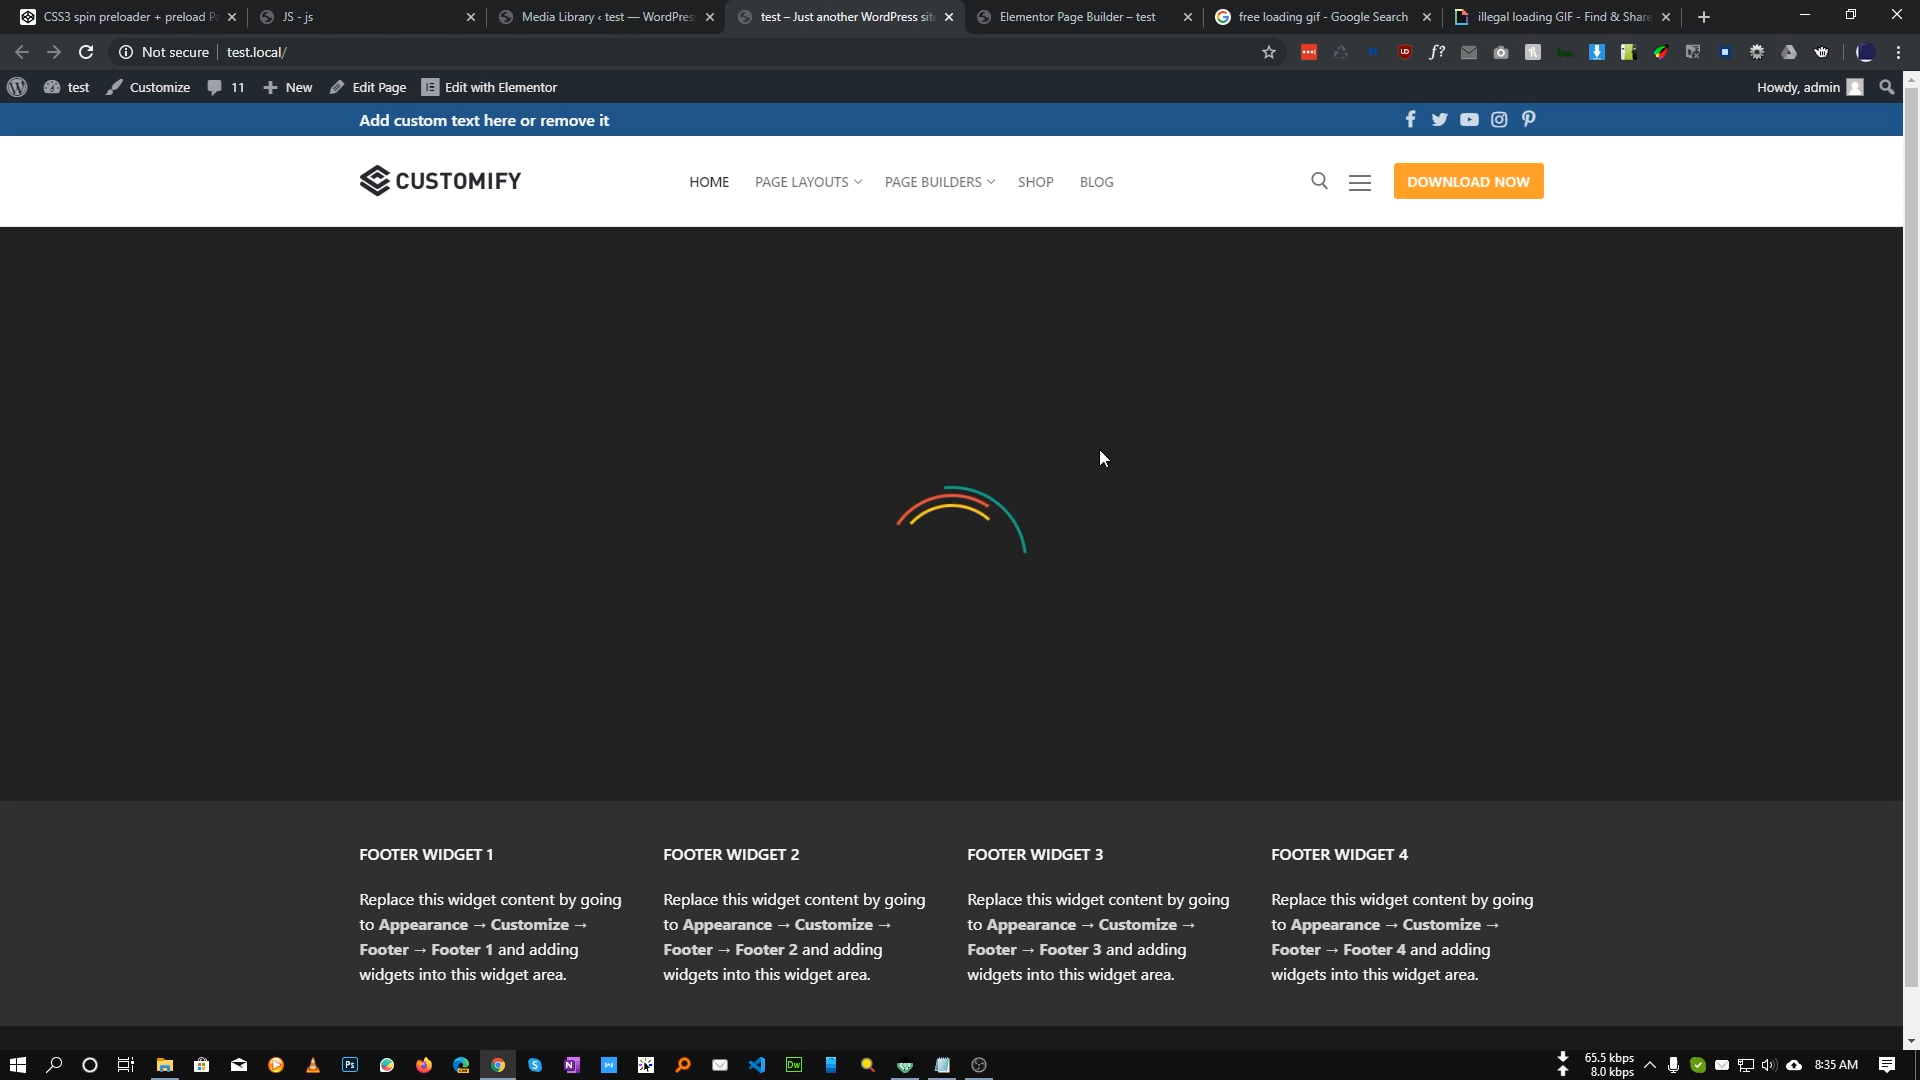 CSS3 spin preloader + preload P
JS - js
Media Library ‹ test — WordPres
test – Just another WordPress sit
Elementor Page Builder – test
free loading gif - Google Search
illegal loading GIF - Find & Share
Not secure
test.local/
test
Customize
11
New
Edit Page
Edit with Elementor
Howdy, admin
Add custom text here or remove it
CUSTOMIFY
HOME
PAGE LAYOUTS
PAGE BUILDERS
SHOP
BLOG
DOWNLOAD NOW
FOOTER WIDGET 1
Replace this widget content by going
to Appearance → Customize →
Footer → Footer 1 and adding
widgets into this widget area.
FOOTER WIDGET 2
Replace this widget content by going
to Appearance → Customize →
Footer → Footer 2 and adding
widgets into this widget area.
FOOTER WIDGET 3
Replace this widget content by going
to Appearance → Customize →
Footer → Footer 3 and adding
widgets into this widget area.
FOOTER WIDGET 4
Replace this widget content by going
to Appearance → Customize →
Footer → Footer 4 and adding
widgets into this widget area.
Ps
Dw
65.5 kbps
8.0 kbps
8:35 AM